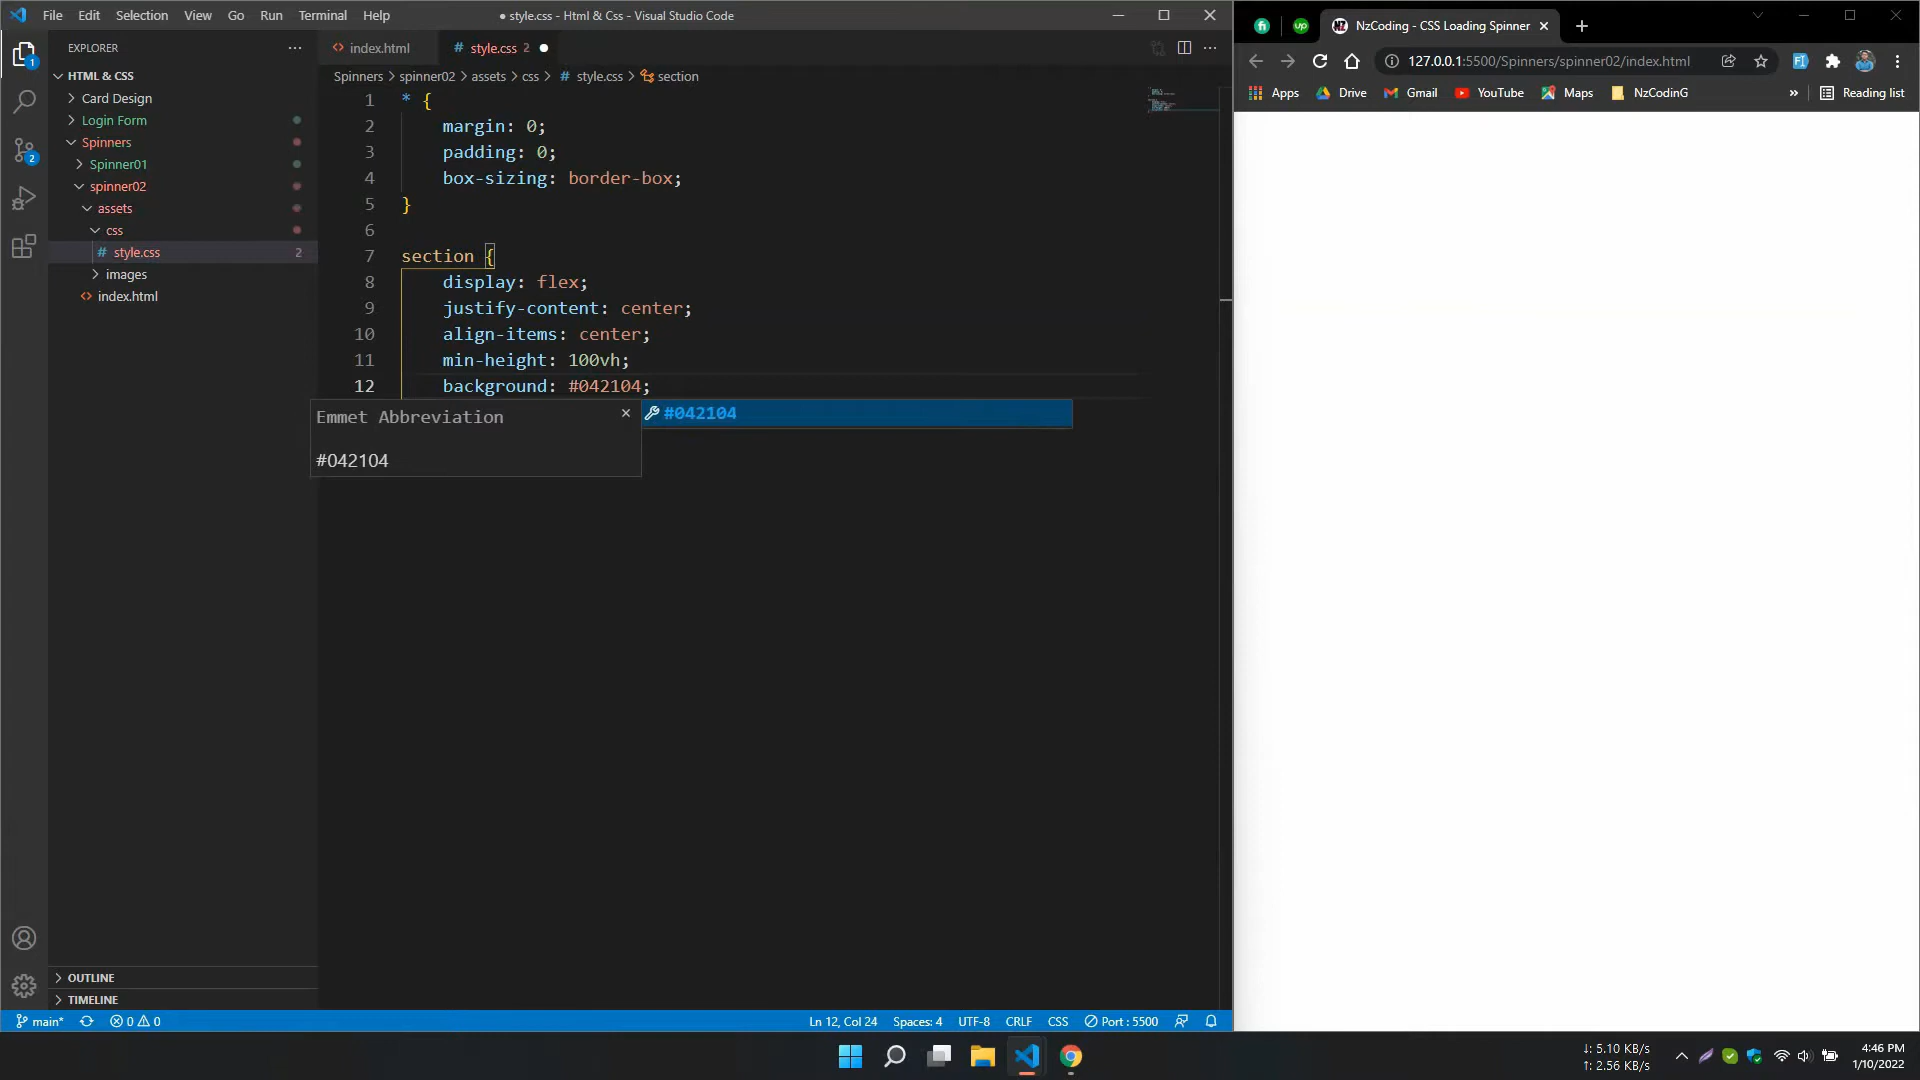 File Edit Selection View Go Run Terminal Help
● style.css - Html & Css - Visual Studio Code
EXPLORER
HTML & CSS
Card Design
Login Form
Spinners
Spinner01
spinner02
assets
css
# style.css 2
images
<> index.html
OUTLINE
TIMELINE
<> index.html
# style.css 2 ●
Spinners > spinner02 > assets > css > # style.css > section
1 * {
2 margin: 0;
3 padding: 0;
4 box-sizing: border-box;
5 }
6
7 section {
8 display: flex;
9 justify-content: center;
10 align-items: center;
11 min-height: 100vh;
12 background: #042104;
Emmet Abbreviation ×
#042104
#042104
1
2
main* 0 0
Ln 12, Col 24 Spaces: 4 UTF-8 CRLF CSS Port : 5500
fi
up
NzCoding - CSS Loading Spinner
127.0.0.1:5500/Spinners/spinner02/index.html
Apps Drive Gmail YouTube Maps NzCodinG » Reading list
↓: 5.10 KB/s
↑: 2.56 KB/s
4:46 PM
1/10/2022